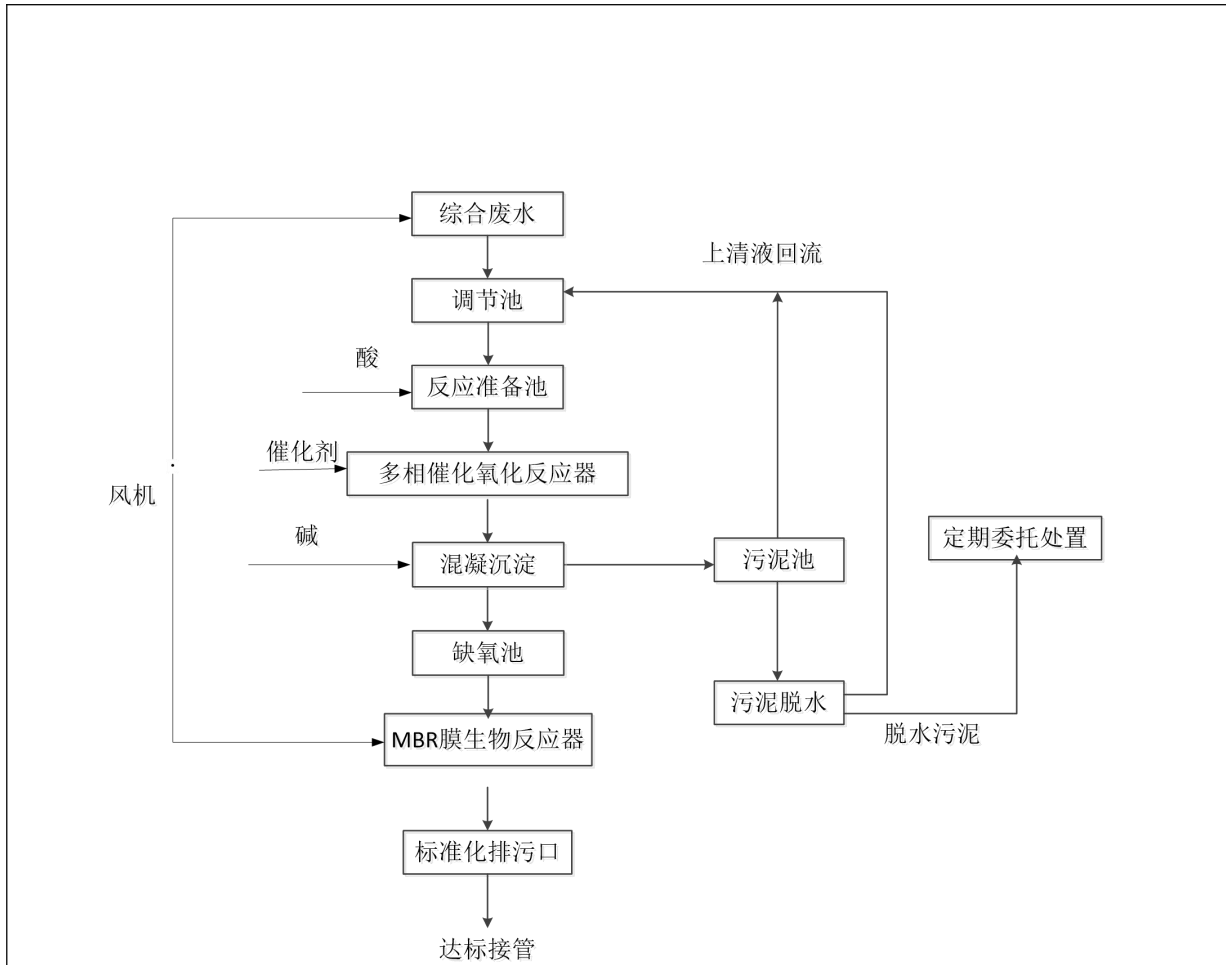 综合废水
上清液回流
调节池
酸
反应准备池
催化剂
多相催化氧化反应器
风机
碱
混凝沉淀
污泥池
定期委托处置
缺氧池
污泥脱水
脱水污泥
MBR膜生物反应器
标准化排污口
达标接管